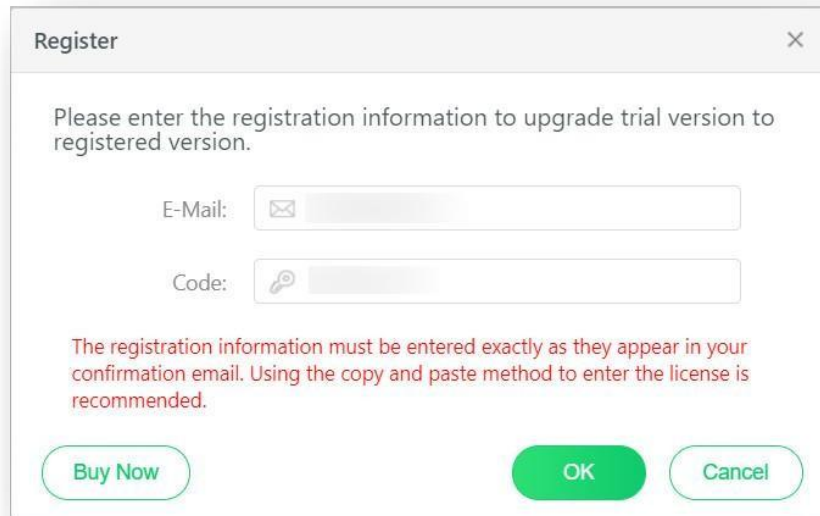 Register
Please enter the registration information to upgrade trial version to
registered version.
E-Mail:
Code:
The registration information must be entered exactly as they appear in your
confirmation email. Using the copy and paste method to enter the license is
recommended.
Buy Now
OK
Cancel